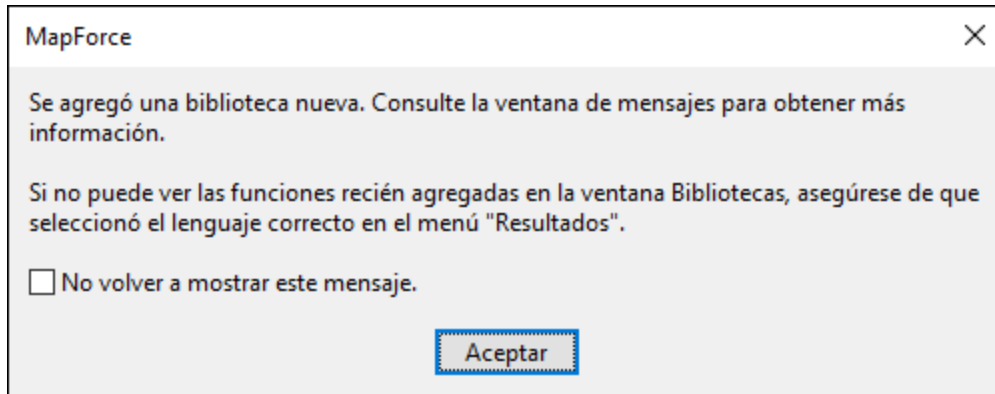 MapForce
Se agregó una biblioteca nueva. Consulte la ventana de mensajes para obtener más
información.
Si no puede ver las funciones recién agregadas en la ventana Bibliotecas, asegúrese de que
seleccionó el lenguaje correcto en el menú "Resultados".
No volver a mostrar este mensaje.
Aceptar